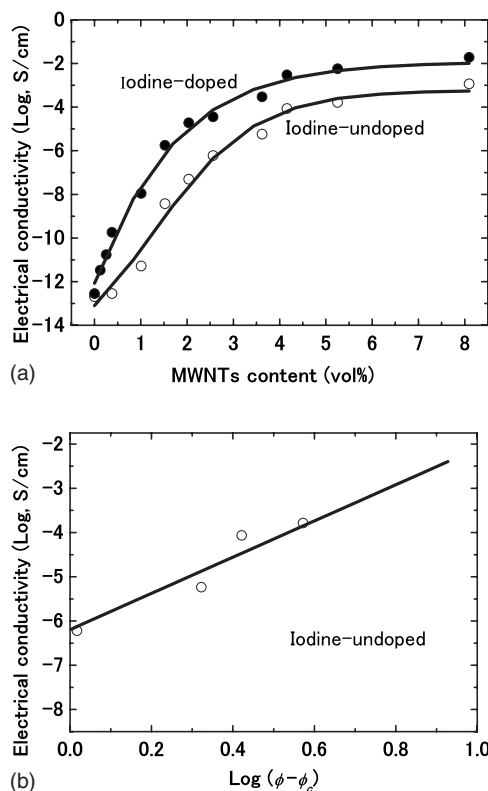 Electrical conductivity (Log, S/cm)
-2
-4
-6
-8
-10
-12
-14
Iodine-doped
Iodine-undoped
0 1 2 3 4 5 6 7 8
MWNTs content (vol%)
(a)
Electrical conductivity (Log, S/cm)
-2
-3
-4
-5
-6
-7
-8
Iodine-undoped
0.0 0.2 0.4 0.6 0.8 1.0
Log (ϕ-ϕc)
(b)